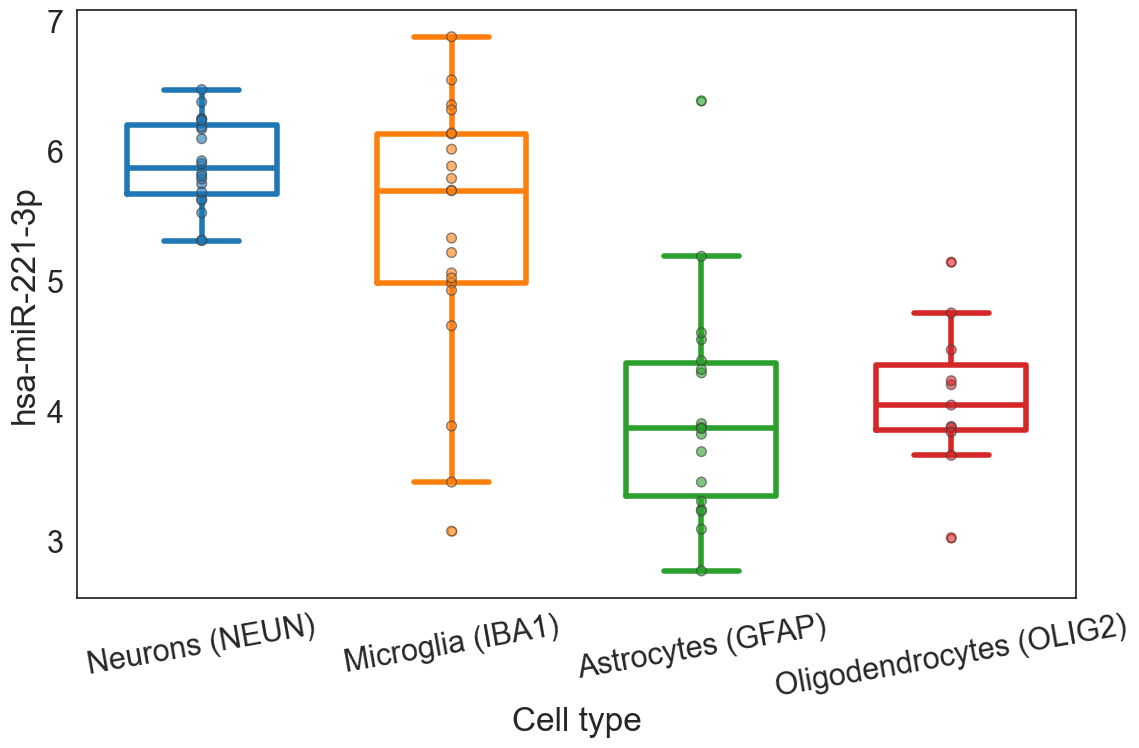 hsa-miR-221-3p
7
6
5
4
3
Neurons (NEUN)
Microglia (IBA1)
Astrocytes (GFAP)
Oligodendrocytes (OLIG2)
Cell type